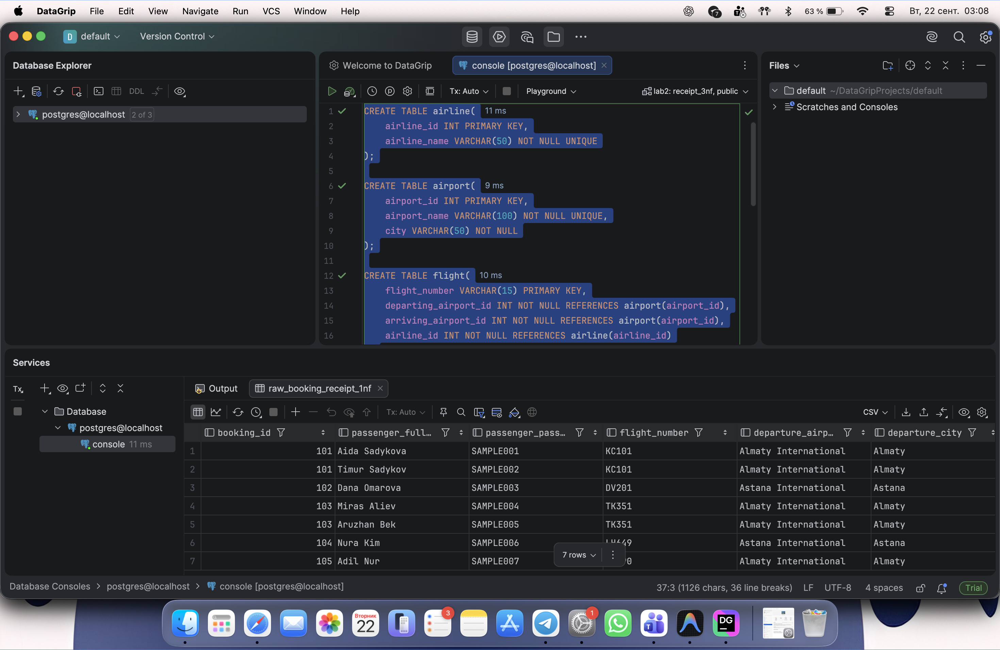 DataGrip File Edit View Navigate Run VCS Window Help 7 63 % Вт, 22 сент. 03:08
D default Version Control
Database Explorer
DDL
postgres@localhost 2 of 3
Welcome to DataGrip console [postgres@localhost]
Tx: Auto Playground lab2: receipt_3nf, public
1 CREATE TABLE airline( 11 ms
2 airline_id INT PRIMARY KEY,
3 airline_name VARCHAR(50) NOT NULL UNIQUE
4 );
5
6 CREATE TABLE airport( 9 ms
7 airport_id INT PRIMARY KEY,
8 airport_name VARCHAR(100) NOT NULL UNIQUE,
9 city VARCHAR(50) NOT NULL
10 );
11
12 CREATE TABLE flight( 10 ms
13 flight_number VARCHAR(15) PRIMARY KEY,
14 departing_airport_id INT NOT NULL REFERENCES airport(airport_id),
15 arriving_airport_id INT NOT NULL REFERENCES airport(airport_id),
16 airline_id INT NOT NULL REFERENCES airline(airline_id)
Files
default ~/DataGripProjects/default
Scratches and Consoles
Services
Tx
Database
postgres@localhost
console 11 ms
Output raw_booking_receipt_1nf
Tx: Auto CSV
booking_id passenger_full… passenger_pass… flight_number departure_airp… departure_city
1 101 Aida Sadykova SAMPLE001 KC101 Almaty International Almaty
2 101 Timur Sadykov SAMPLE002 KC101 Almaty International Almaty
3 102 Dana Omarova SAMPLE003 DV201 Astana International Astana
4 103 Miras Aliev SAMPLE004 TK351 Almaty International Almaty
5 103 Aruzhan Bek SAMPLE005 TK351 Almaty International Almaty
6 104 Nura Kim SAMPLE006 Astana International Astana
7 105 Adil Nur SAMPLE007 Almaty International Almaty
7 rows
Database Consoles > postgres@localhost > console [postgres@localhost] 37:3 (1126 chars, 36 line breaks) LF UTF-8 4 spaces Trial
Вторник
22
3
1
T
DG